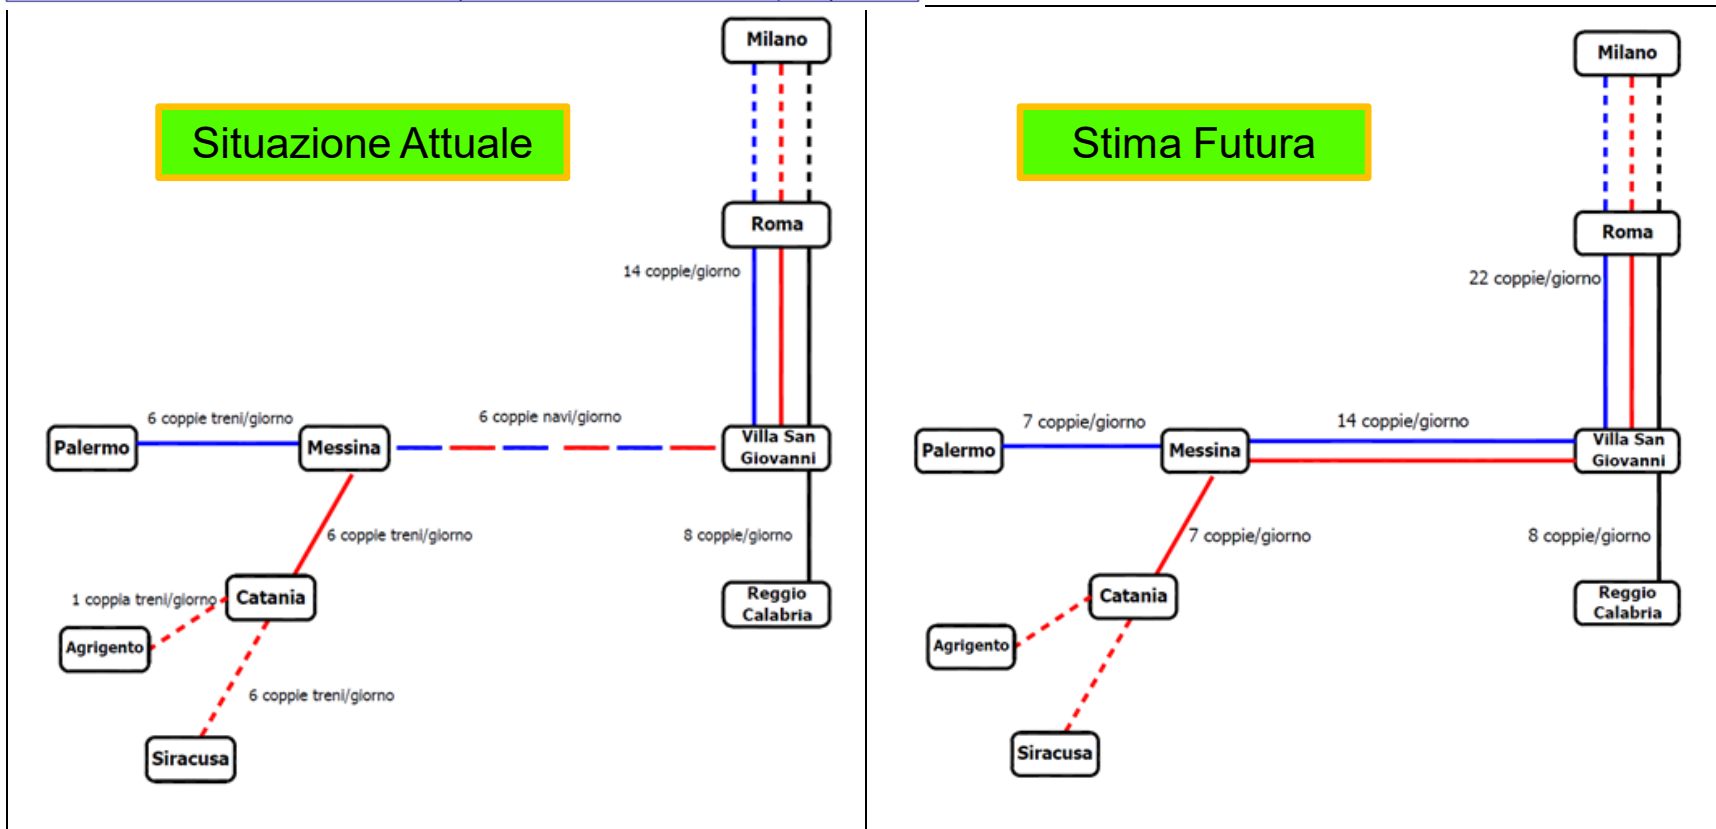 Situazione Attuale
Milano
Roma
14 coppie/giorno
6 coppie treni/giorno
6 coppie navi/giorno
Palermo
Messina
Villa San
Giovanni
6 coppie treni/giorno
8 coppie/giorno
1 coppia treni/giorno
Catania
Reggio
Calabria
Agrigento
6 coppie treni/giorno
Siracusa
Stima Futura
Milano
Roma
22 coppie/giorno
7 coppie/giorno
14 coppie/giorno
Palermo
Messina
Villa San
Giovanni
7 coppie/giorno
8 coppie/giorno
Catania
Reggio
Calabria
Agrigento
Siracusa